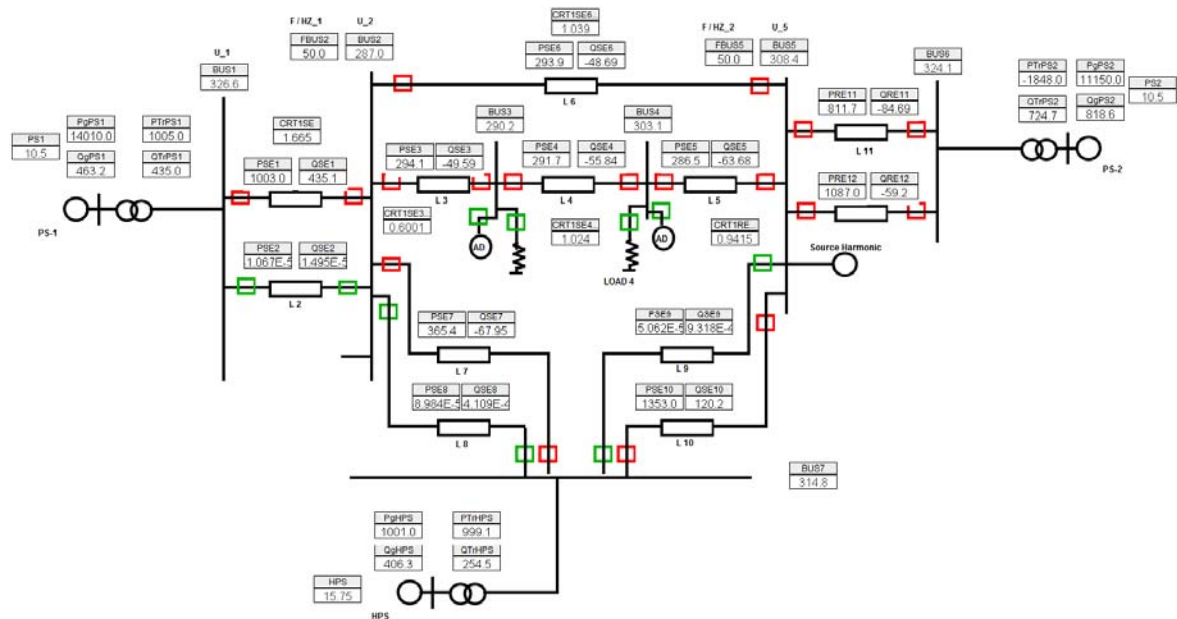 F / HZ_1 U_2
FBUS2 BUS2
50.0 287.0
CRT1SE6...
1.039
PSE6 QSE6
293.9 -48.69
L 6
F / HZ_2 U_5
FBUS5 BUS5
50.0 308.4
BUS6
324.1
PTrPS2 PgPS2
-1848.0 11150.0
QTrPS2 QgPS2
724.7 818.6
PS2
10.5
PS-2
U_1
BUS1
326.6
PS1
10.5
PgPS1 PTrPS1
14010.0 1005.0
QgPS1 QTrPS1
463.2 435.0
PS-1
CRT1SE
1.665
PSE1 QSE1
1003.0 435.1
PSE2 QSE2
-1.067E-5 1.495E-5
L 2
BUS3
290.2
BUS4
303.1
PSE3 QSE3
294.1 -49.59
L 3
PSE4 QSE4
291.7 -55.84
L 4
PSE5 QSE5
286.5 -63.68
L 5
PRE11 QRE11
811.7 -84.69
L 11
PRE12 QRE12
1087.0 -59.2
CRT1SE3...
0.6001
CRT1SE4...
1.024
CRT1RE...
0.9415
AD
AD
LOAD 4
Source Harmonic
PSE7 QSE7
365.4 -67.95
L 7
PSE8 QSE8
8.984E-5 -4.109E-4
L 8
PSE9 QSE9
5.062E-5 9.318E-4
L 9
PSE10 QSE10
1353.0 120.2
L 10
BUS7
314.8
PgHPS PTrHPS
1001.0 999.1
QgHPS QTrHPS
406.3 254.5
HPS
15.75
HPS